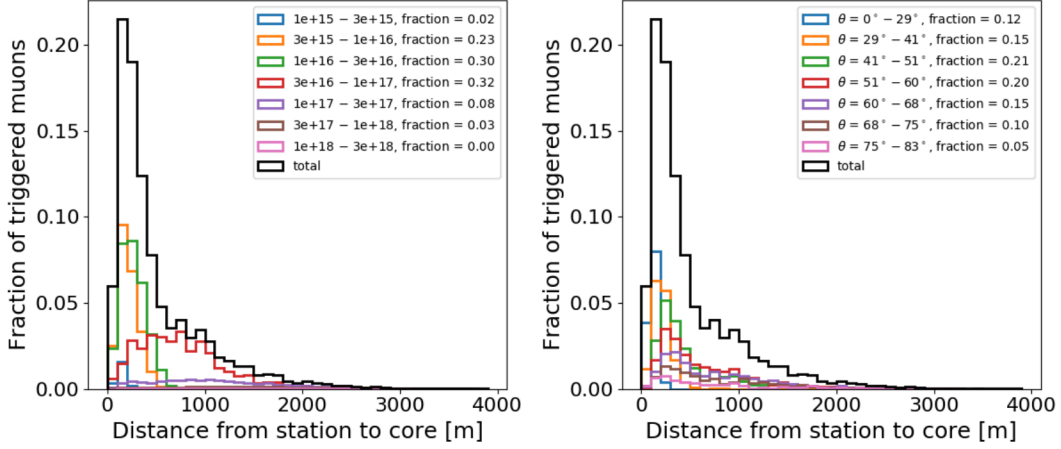 Fraction of triggered muons
0.20
0.15
0.10
0.05
0.00
1e+15 − 3e+15, fraction = 0.02
3e+15 − 1e+16, fraction = 0.23
1e+16 − 3e+16, fraction = 0.30
3e+16 − 1e+17, fraction = 0.32
1e+17 − 3e+17, fraction = 0.08
3e+17 − 1e+18, fraction = 0.03
1e+18 − 3e+18, fraction = 0.00
total
0 1000 2000 3000 4000
Distance from station to core [m]
Fraction of triggered muons
0.20
0.15
0.10
0.05
0.00
θ = 0° − 29°, fraction = 0.12
θ = 29° − 41°, fraction = 0.15
θ = 41° − 51°, fraction = 0.21
θ = 51° − 60°, fraction = 0.20
θ = 60° − 68°, fraction = 0.15
θ = 68° − 75°, fraction = 0.10
θ = 75° − 83°, fraction = 0.05
total
0 1000 2000 3000 4000
Distance from station to core [m]